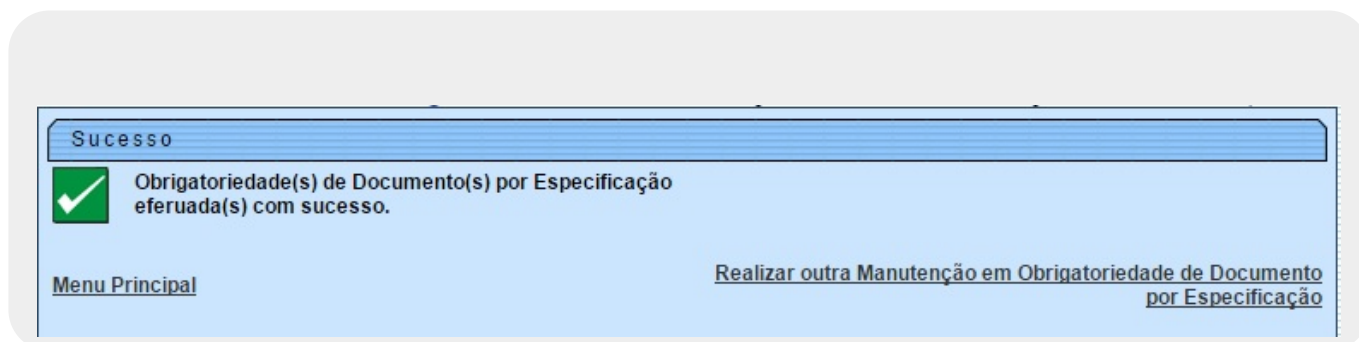 Sucesso
Obrigatoriedade(s) de Documento(s) por Especificação
eferuada(s) com sucesso.
Menu Principal
Realizar outra Manutenção em Obrigatoriedade de Documento
por Especificação